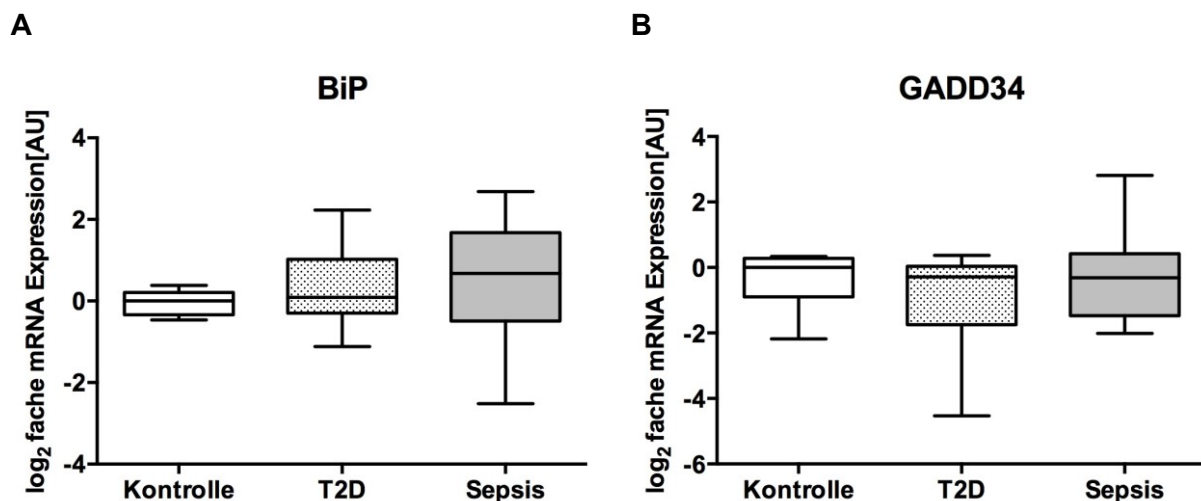 A
BiP
log₂ fache mRNA Expression[AU]
4
2
0
-2
-4
Kontrolle T2D Sepsis
B
GADD34
log₂ fache mRNA Expression[AU]
4
2
0
-2
-4
-6
Kontrolle T2D Sepsis